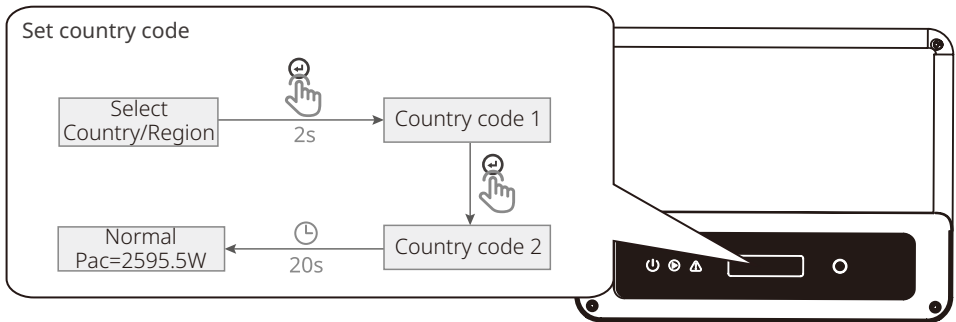 Set country code
Select
Country/Region
2s
Country code 1
Country code 2
20s
Normal
Pac=2595.5W